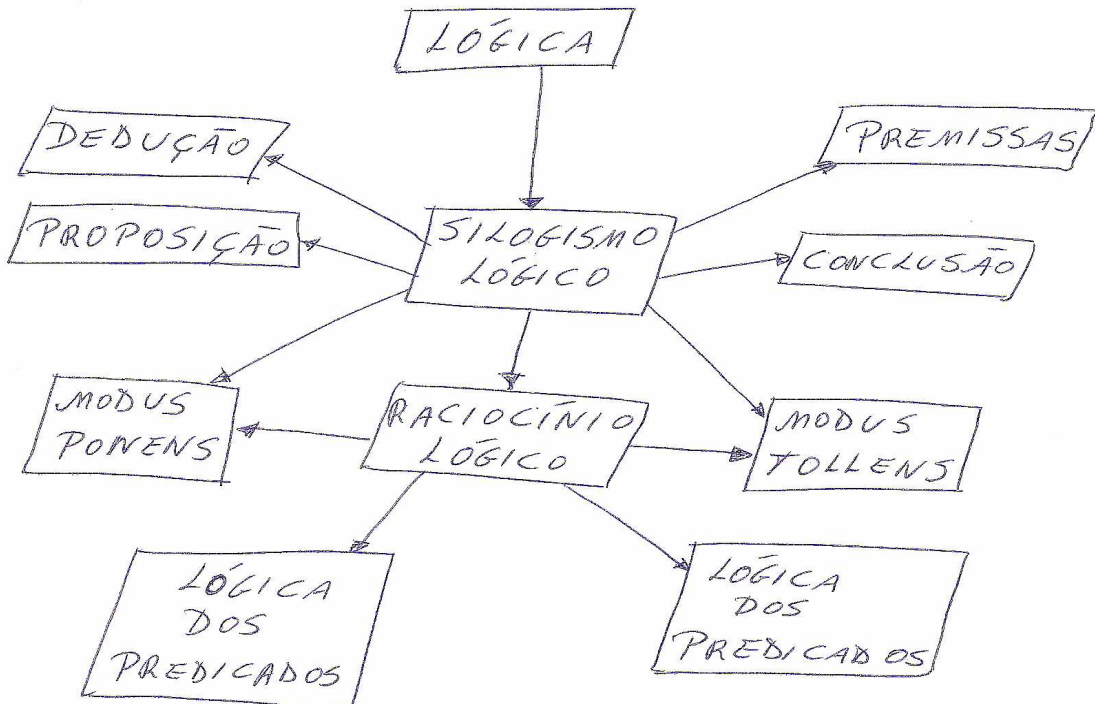 LÓGICA
DEDUÇÃO
PREMISSAS
PROPOSIÇÃO
SILOGISMO
LÓGICO
CONCLUSÃO
MODUS
PONENS
RACIOCÍNIO
LÓGICO
MODUS
TOLLENS
LÓGICA
DOS
PREDICADOS
LÓGICA
DOS
PREDICADOS